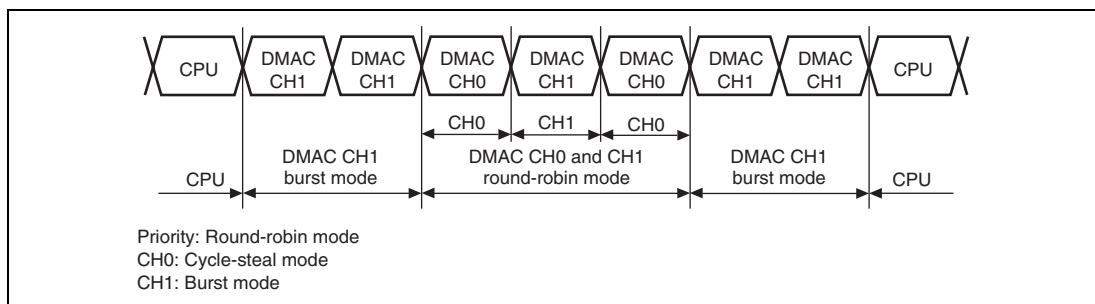 CPU
DMAC
CH1
DMAC
CH1
DMAC
CH0
DMAC
CH1
DMAC
CH0
DMAC
CH1
DMAC
CH1
CPU
CH0
CH1
CH0
CPU
DMAC CH1
burst mode
DMAC CH0 and CH1
round-robin mode
DMAC CH1
burst mode
CPU
Priority: Round-robin mode
CH0: Cycle-steal mode
CH1: Burst mode